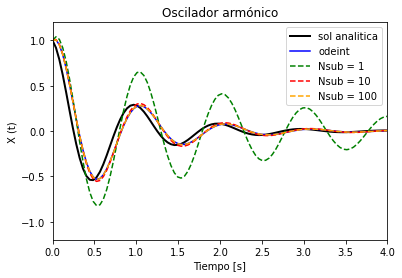 Oscilador armónico
X (t)
1.0
0.5
0.0
−0.5
−1.0
sol analitica
odeint
Nsub = 1
Nsub = 10
Nsub = 100
0.0 0.5 1.0 1.5 2.0 2.5 3.0 3.5 4.0
Tiempo [s]